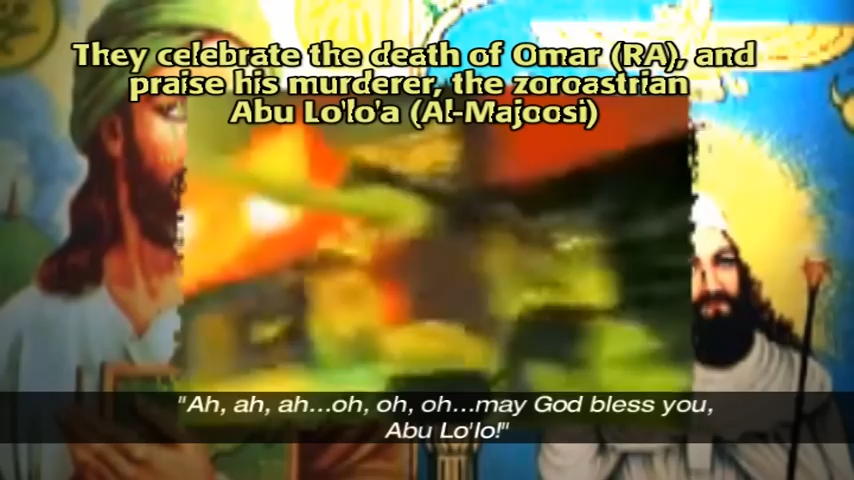 They celebrate the death of Omar (RA), and
praise his murderer, the zoroastrian
Abu Lo'lo'a (Al-Majoosi)
"Ah, ah, ah...oh, oh, oh...may God bless you,
Abu Lo'lo!"